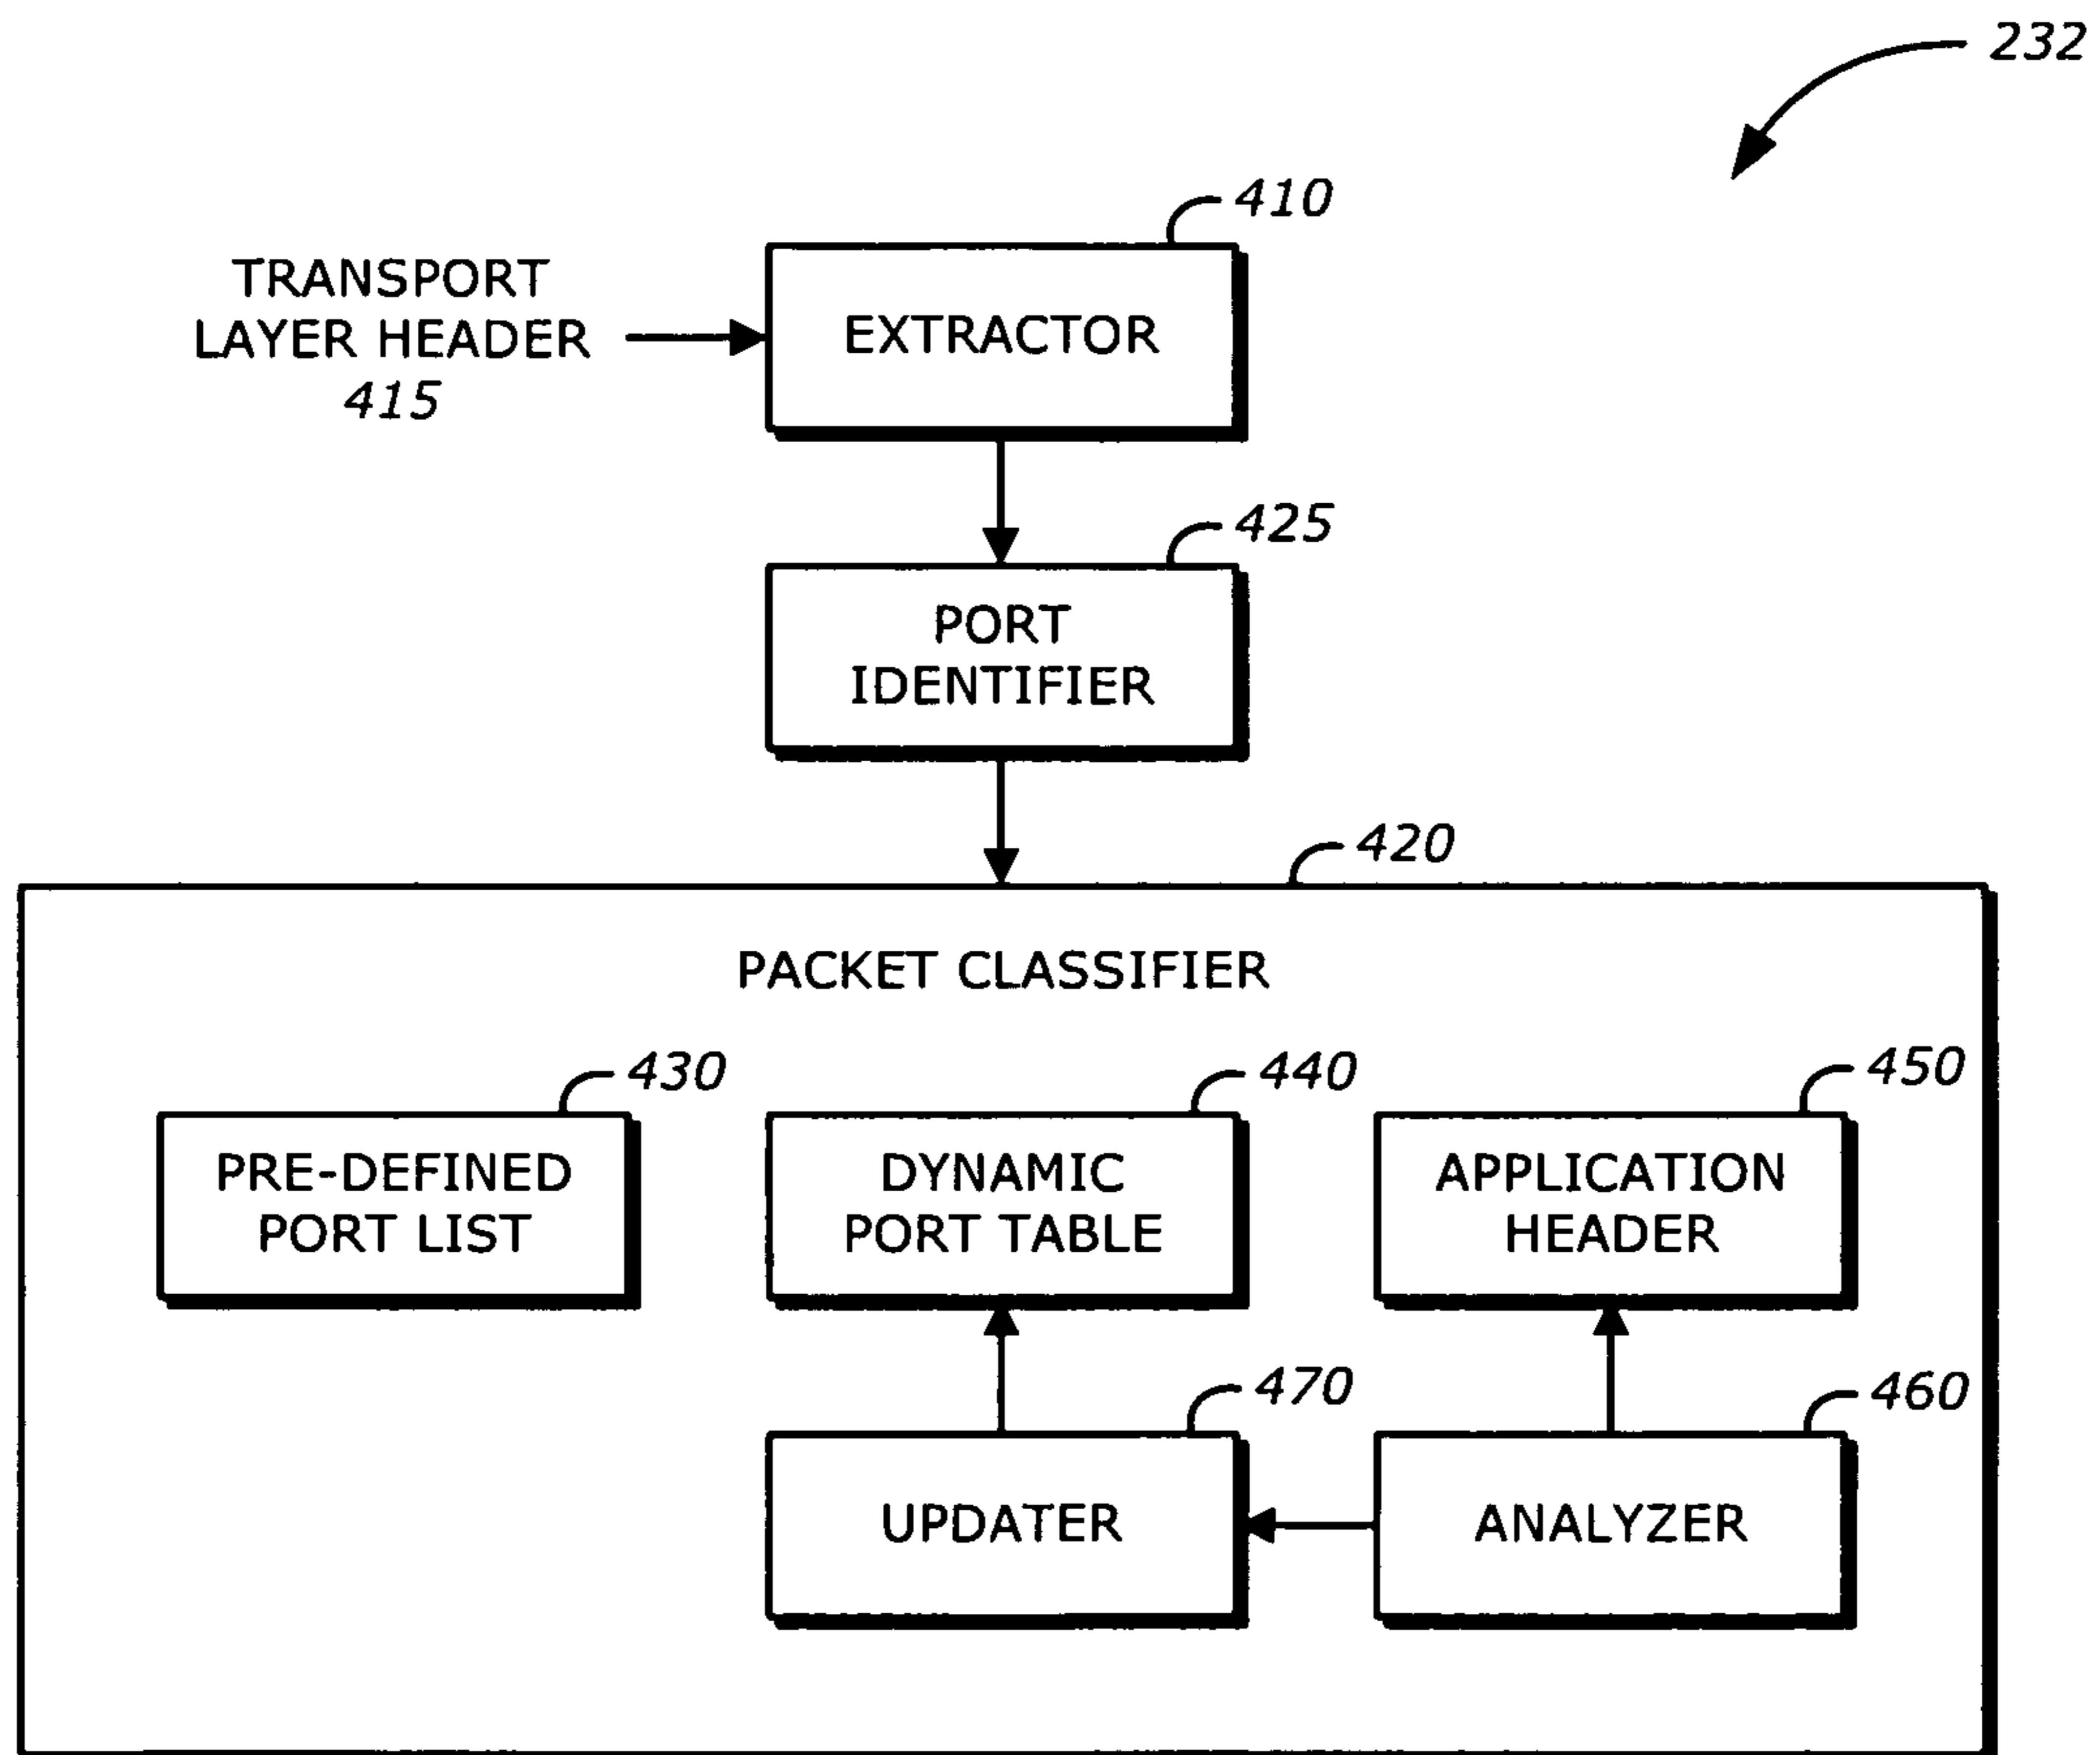 232
410
TRANSPORT
LAYER HEADER
415
EXTRACTOR
425
PORT
IDENTIFIER
420
PACKET CLASSIFIER
430
440
450
PRE-DEFINED
PORT LIST
DYNAMIC
PORT TABLE
APPLICATION
HEADER
470
460
UPDATER
ANALYZER